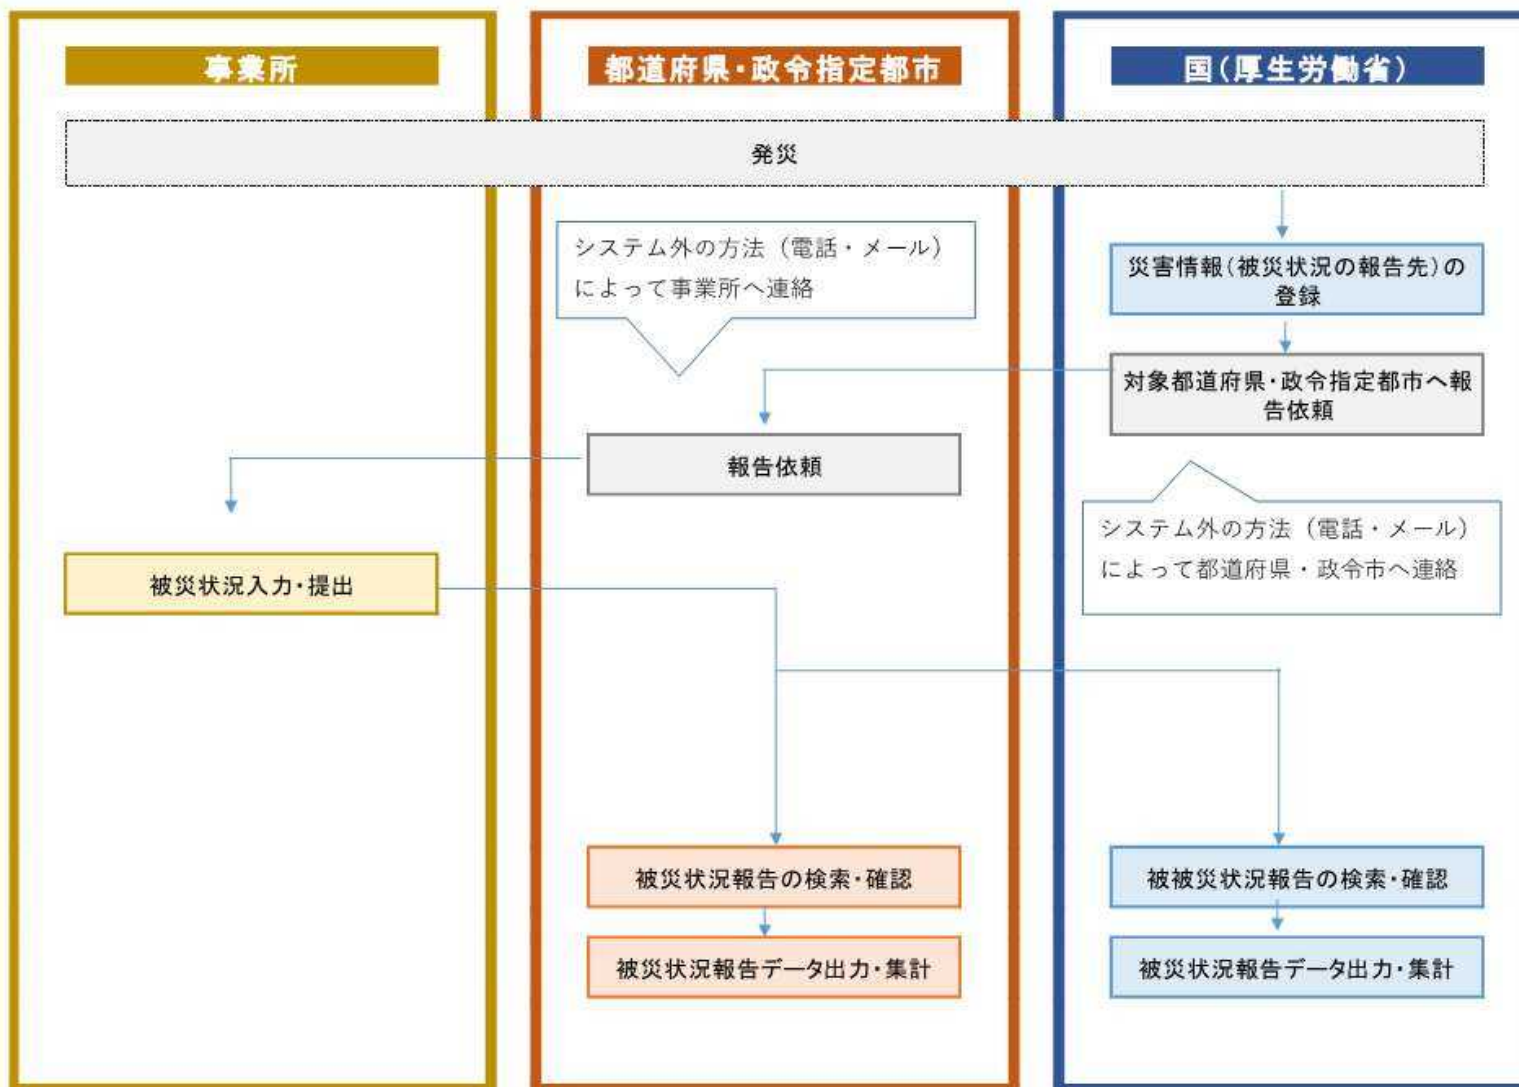 事業所
都道府県・政令指定都市
国(厚生労働省)
発災
システム外の方法(電話・メール)
によって事業所へ連絡
災害情報(被災状況の報告先)の
登録
対象都道府県・政令指定都市へ報
告依頼
報告依頼
システム外の方法(電話・メール)
によって都道府県・政令市へ連絡
被災状況入力・提出
被災状況報告の検索・確認
被被災状況報告の検索・確認
被災状況報告データ出力・集計
被災状況報告データ出力・集計